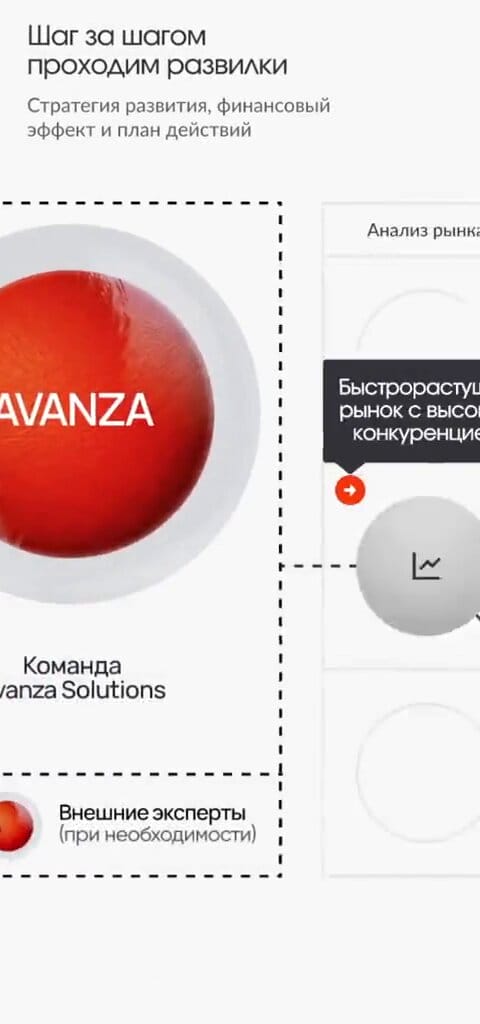 Шаг за шагом
проходим развилки
Стратегия развития, финансовый
эффект и план действий
Анализ рынка
AVANZA
Быстрорастущ
рынок с высо
конкуренцие
Команда
vanza Solutions
Внешние эксперты
(при необходимости)